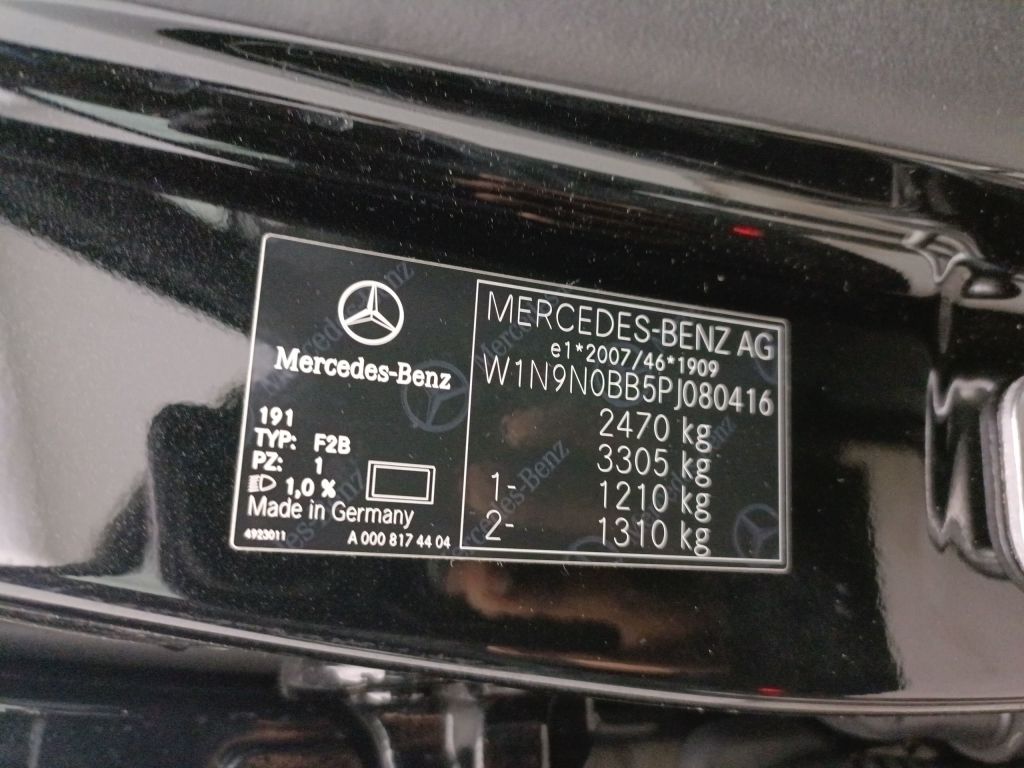 Mercedes-Benz
191
TYP: F2B
PZ: 1
1,0 %
Made in Germany
4923011 A 000 817 44 04
MERCEDES-BENZ AG
e1*2007/46*1909
W1N9N0BB5PJ080416
2470 kg
3305 kg
1- 1210 kg
2- 1310 kg